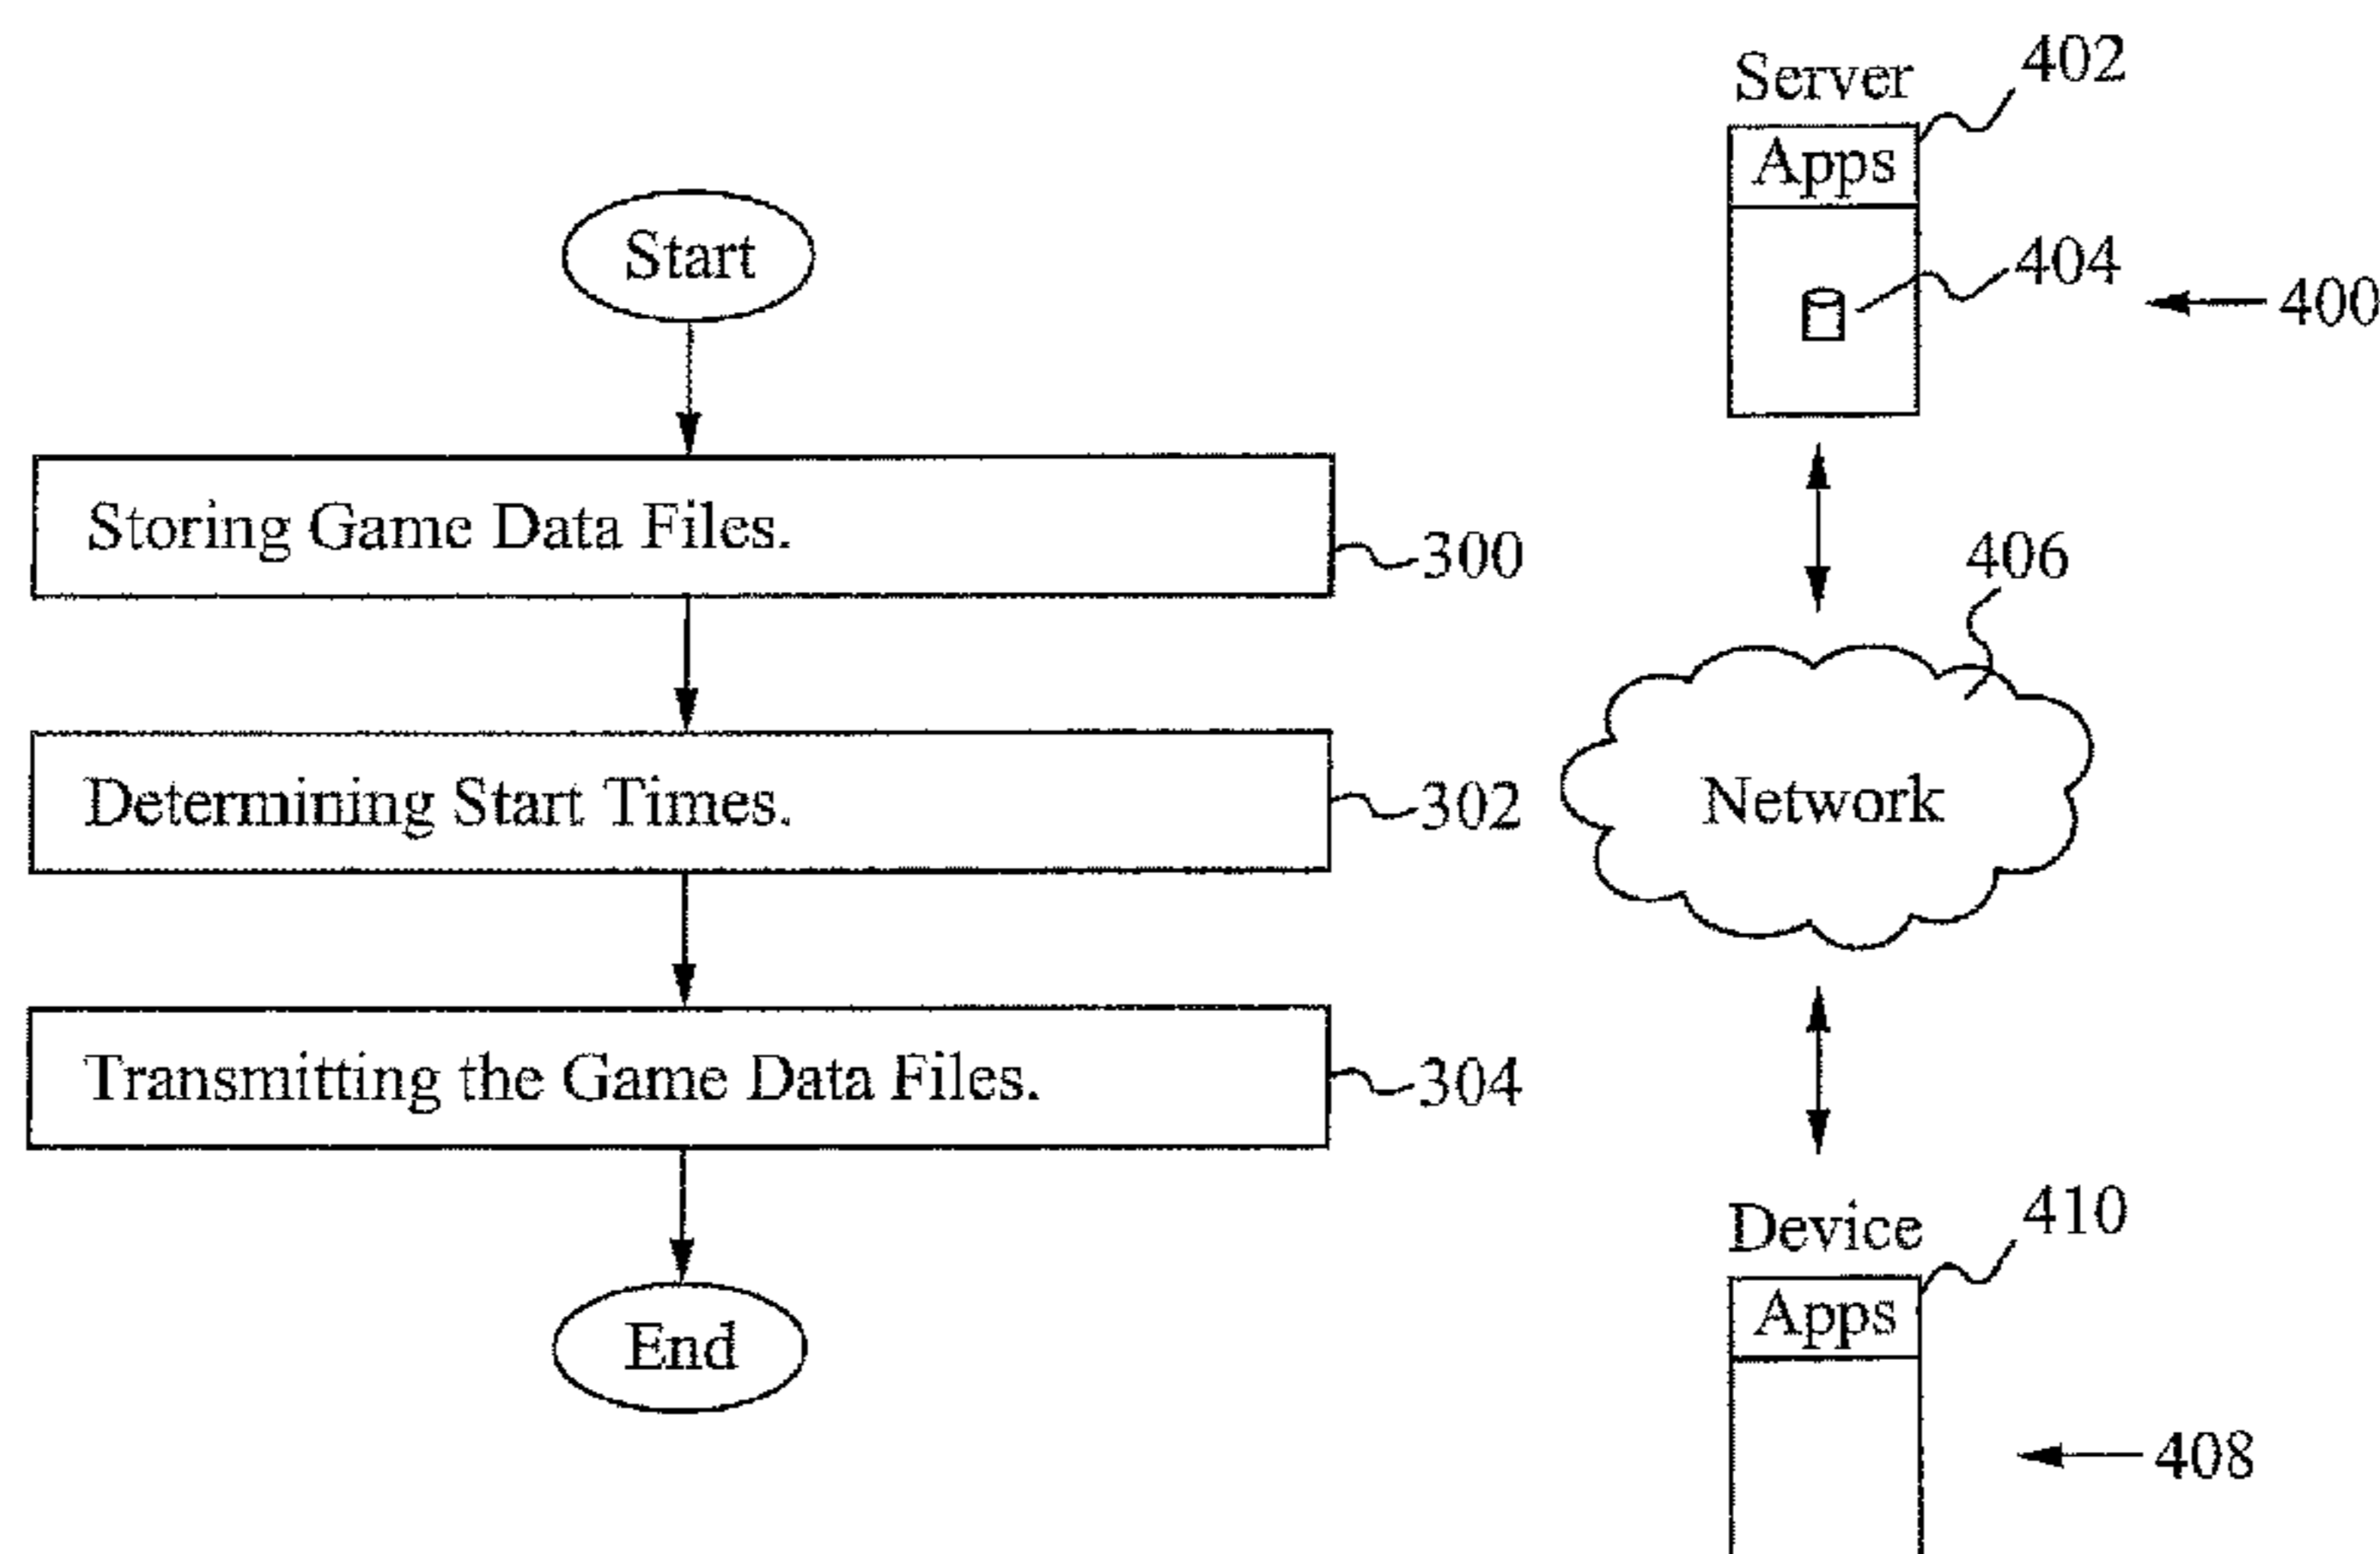 Start
Storing Game Data Files.
300
Determining Start Times.
302
Transmitting the Game Data Files.
304
End
Server
402
Apps
404
400
406
Network
Device
410
Apps
408